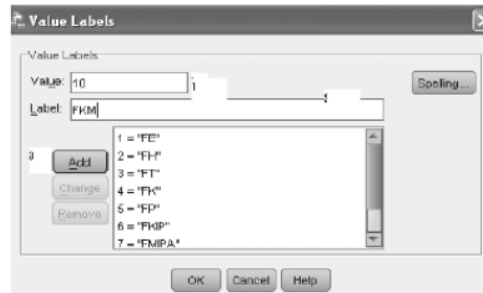 Value Labels
Value Labels
Value: 10
Spelling...
Label: FKM
3
Add
Change
Remove
1 = "FE"
2 = "FH"
3 = "FT"
4 = "FK"
5 = "FP"
6 = "FKIP"
7 = "FMIPA"
OK Cancel Help